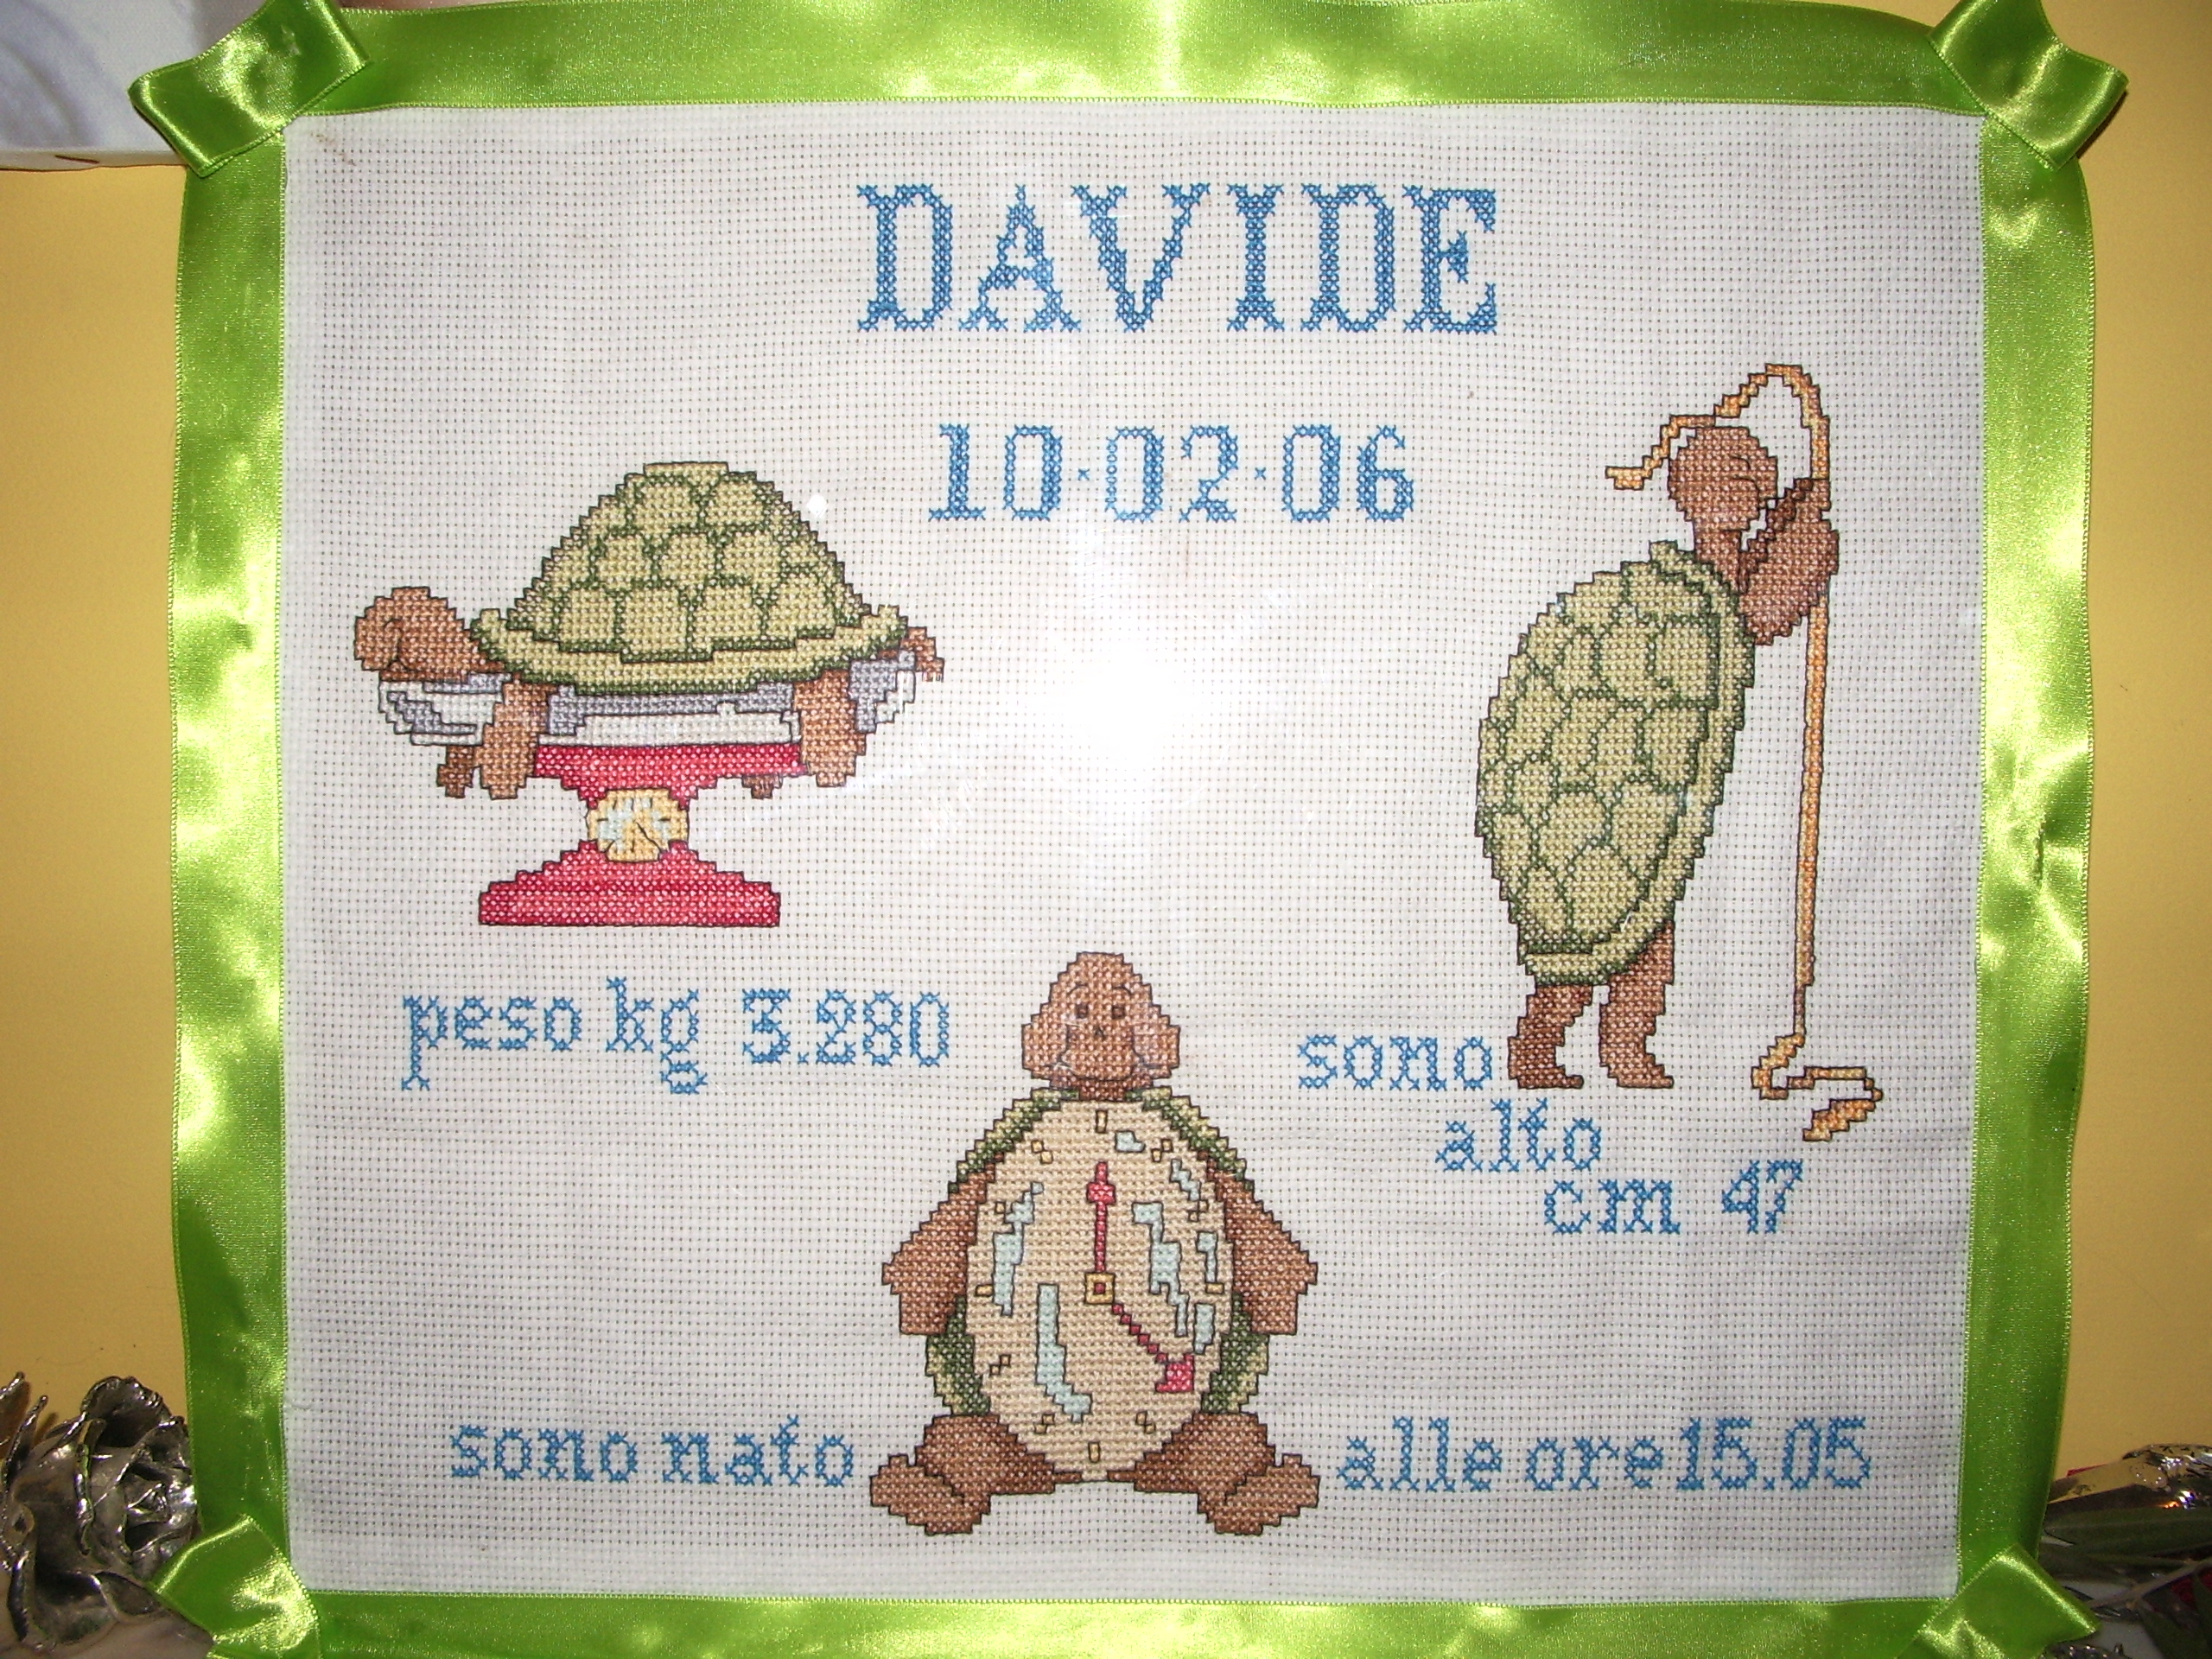 DAVIDE
10·02·06
peso kg 3.280
sono
alto
cm 47
sono nato alle ore 15.05